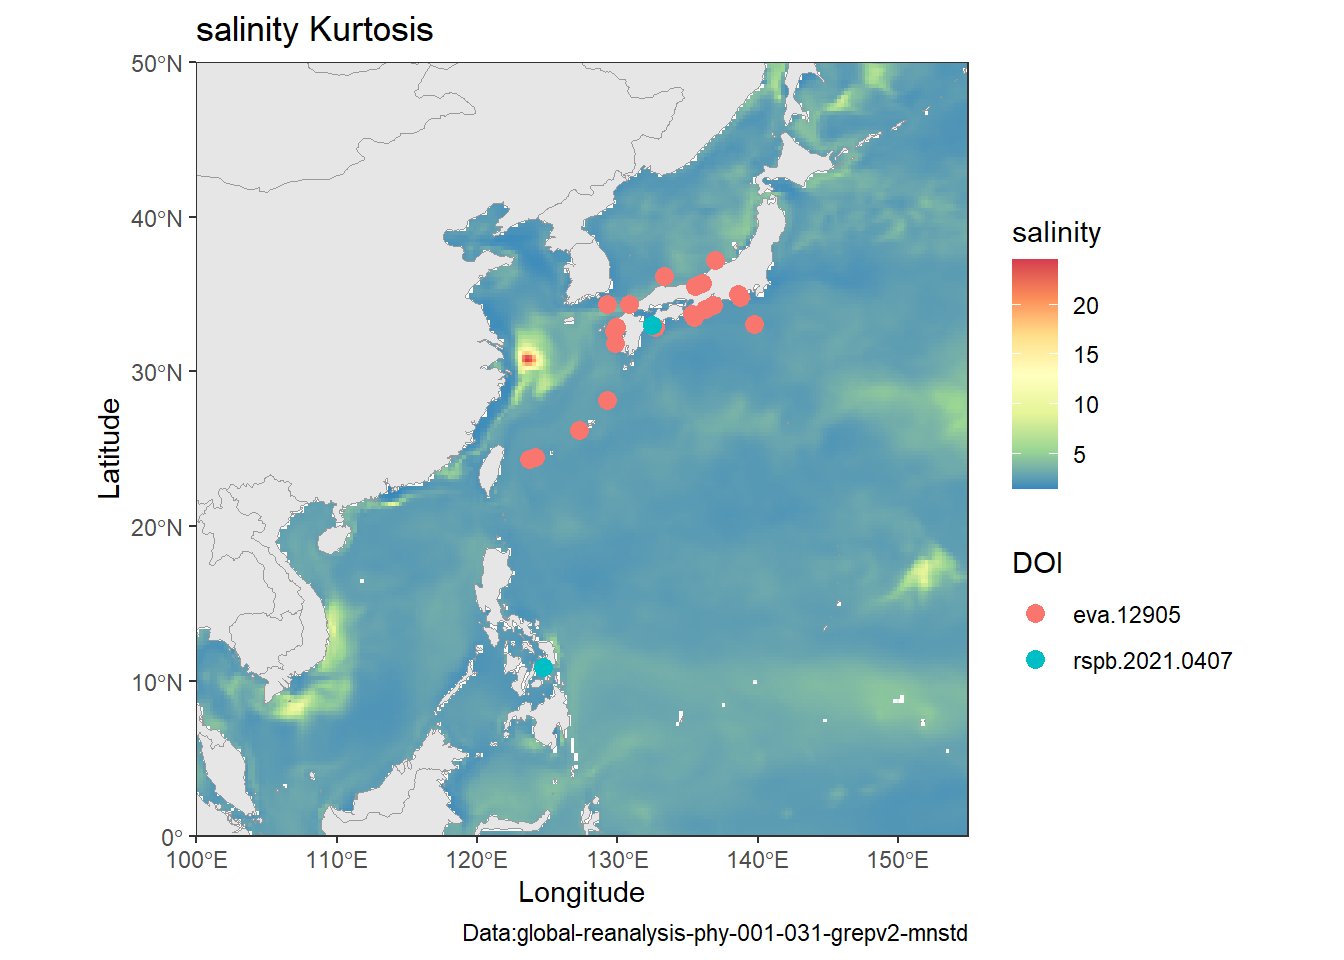 salinity Kurtosis
50°N
40°N
30°N
20°N
10°N
0°
100°E
110°E
120°E
130°E
140°E
150°E
Latitude
Longitude
Data:global-reanalysis-phy-001-031-grepv2-mnstd
salinity
20
15
10
5
DOI
eva.12905
rspb.2021.0407